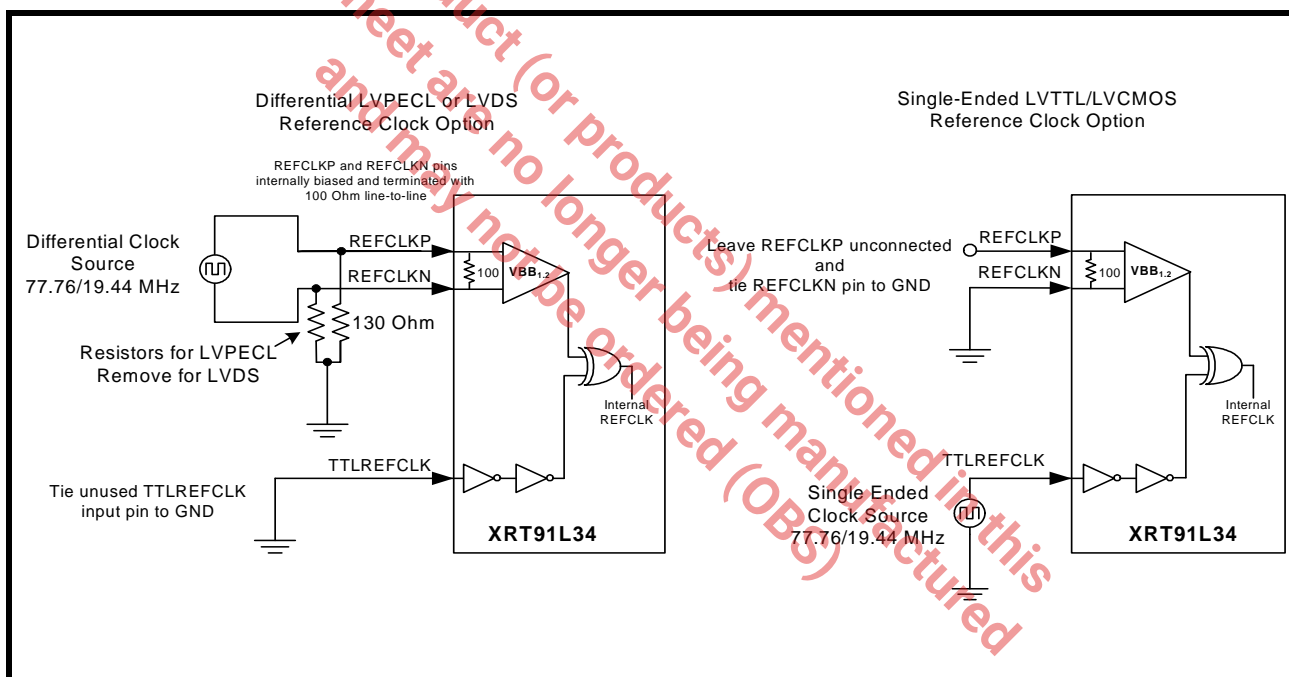 duct (or products) mentioned in this
heet are no longer being manufactured
and may not be ordered (OBS)
Differential LVPECL or LVDS
Reference Clock Option
REFCLKP and REFCLKN pins
internally biased and terminated with
100 Ohm line-to-line
Differential Clock
Source
77.76/19.44 MHz
REFCLKP
REFCLKN
100
VBB1.2
130 Ohm
Resistors for LVPECL
Remove for LVDS
Internal
REFCLK
TTLREFCLK
Tie unused TTLREFCLK
input pin to GND
XRT91L34
Single-Ended LVTTL/LVCMOS
Reference Clock Option
Leave REFCLKP unconnected
and
tie REFCLKN pin to GND
REFCLKP
REFCLKN
100
VBB1.2
Internal
REFCLK
TTLREFCLK
Single Ended
Clock Source
77.76/19.44 MHz
XRT91L34